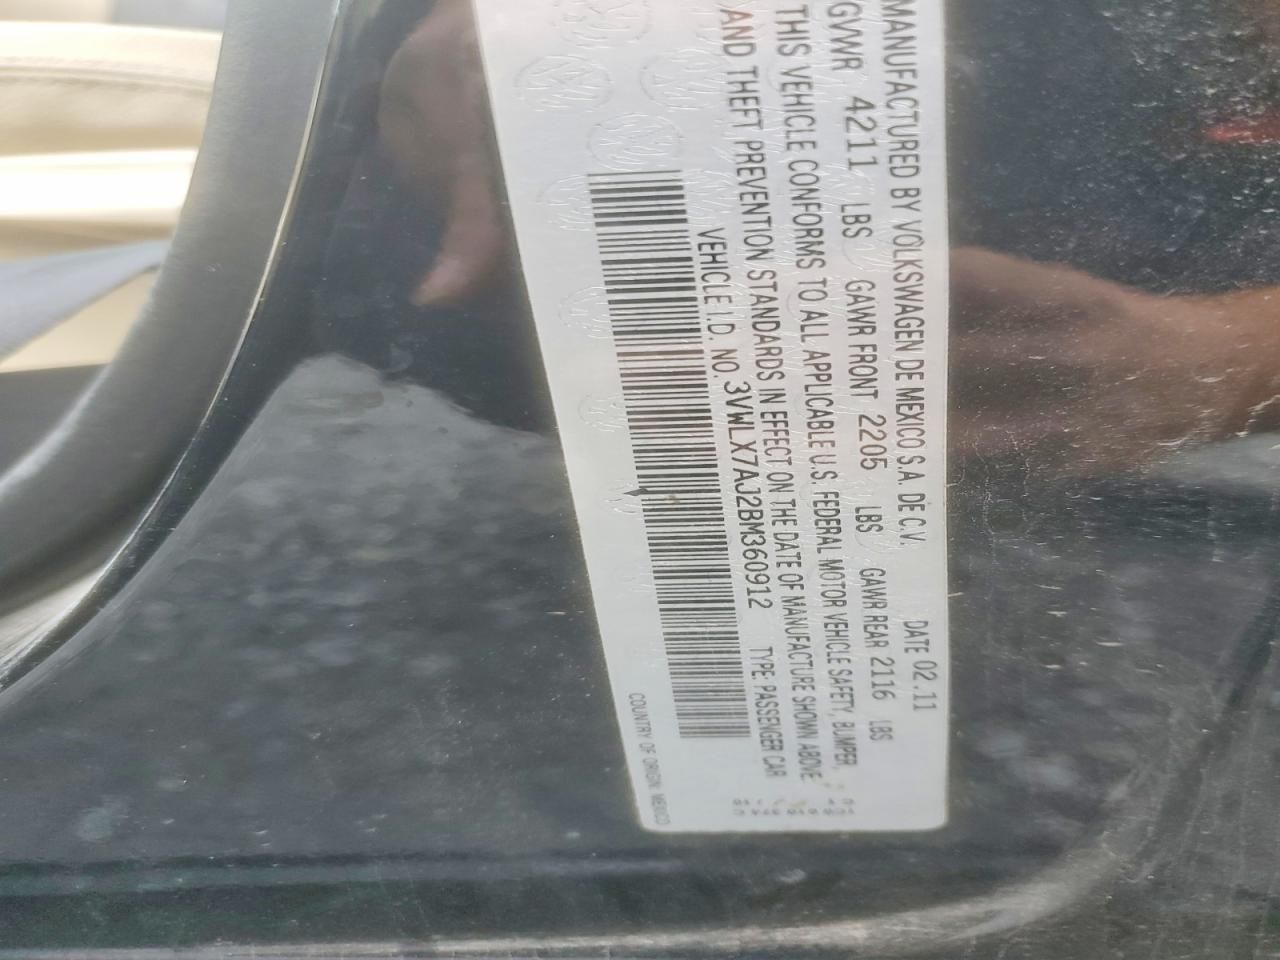 MANUFACTURED BY VOLKSWAGEN DE MEXICO S.A. DE C.V. DATE 02.11
GVWR 4211 LBS GAWR FRONT 2205 LBS GAWR REAR 2116 LBS
THIS VEHICLE CONFORMS TO ALL APPLICABLE U.S. FEDERAL MOTOR VEHICLE SAFETY, BUMPER,
AND THEFT PREVENTION STANDARDS IN EFFECT ON THE DATE OF MANUFACTURE SHOWN ABOVE.
VEHICLE I.D. NO. 3VWLX7AJ2BM360912 TYPE: PASSENGER CAR
COUNTRY OF ORIGIN: MEXICO